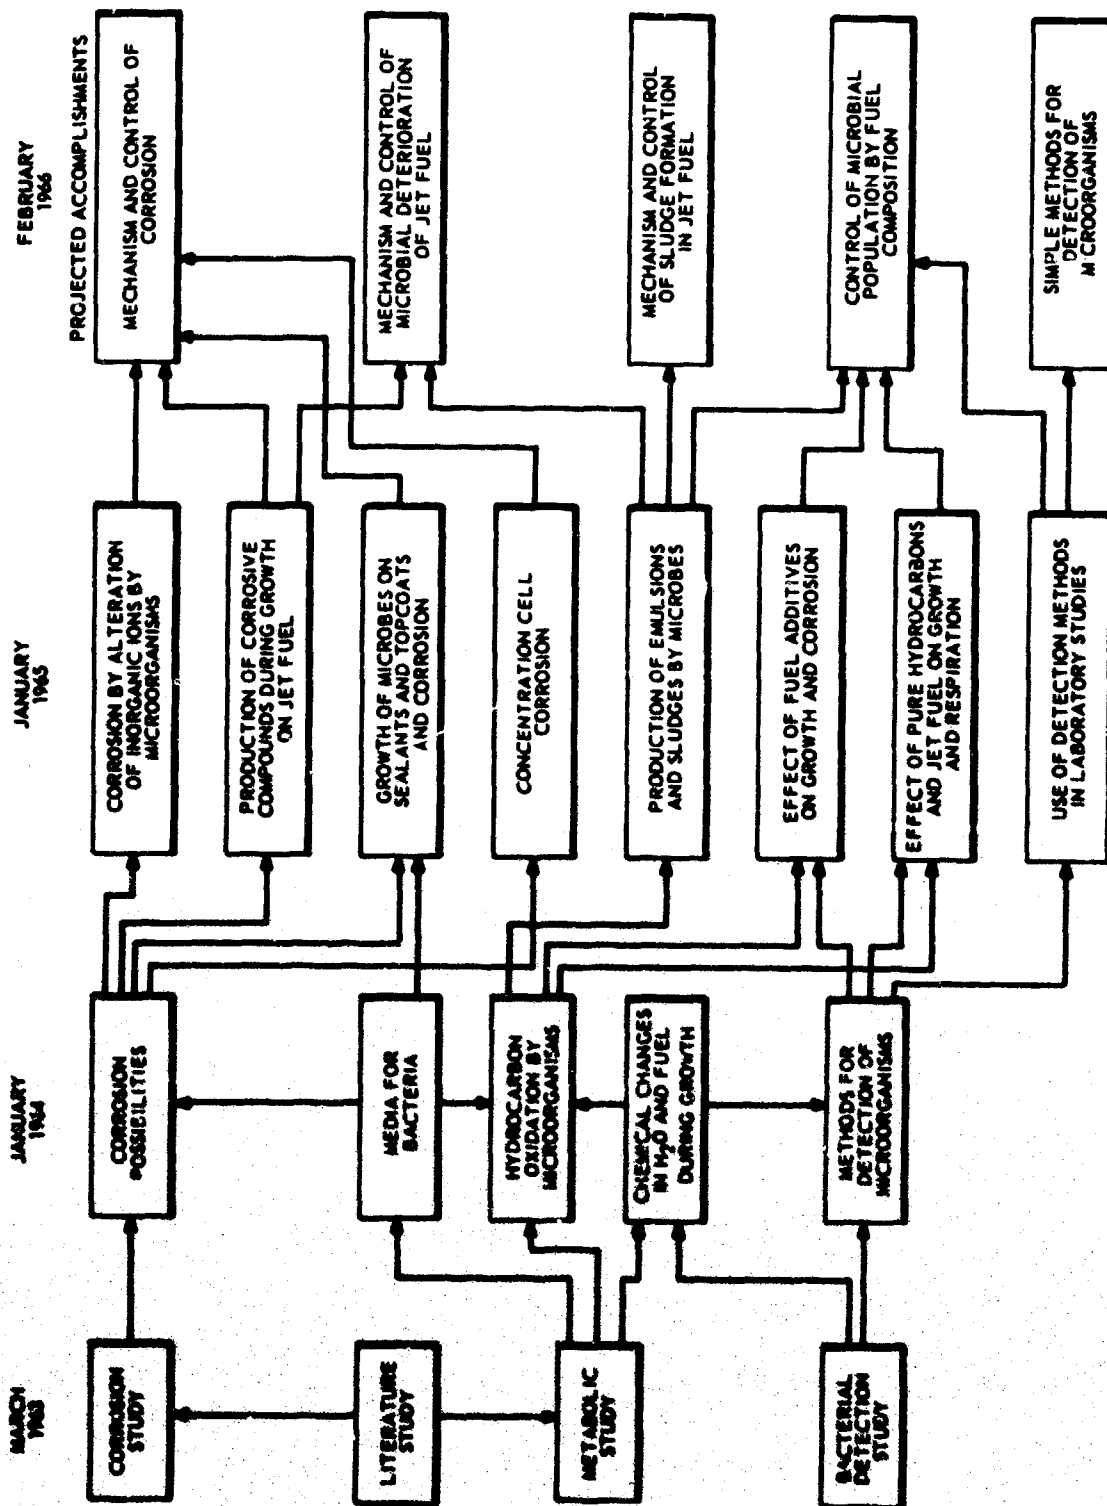 MARCH
1963
JANUARY
1964
JANUARY
1965
FEBRUARY
1966
PROJECTED ACCOMPLISHMENTS
CORROSION
STUDY
LITERATURE
STUDY
METABOLIC
STUDY
BACTERIAL
DETECTION
STUDY
CORROSION
POSSIBILITIES
MEDIA FOR
BACTERIA
HYDROCARBON
OXIDATION BY
MICROORGANISMS
CHEMICAL CHANGES
IN H₂O AND FUEL
DURING GROWTH
METHODS FOR
DETECTION OF
MICROORGANISMS
CORROSION BY ALTERATION
OF INORGANIC IONS BY
MICROORGANISMS
PRODUCTION OF CORROSIVE
COMPOUNDS DURING GROWTH
ON JET FUEL
GROWTH OF MICROBES ON
SEALANTS AND TOPCOATS
AND CORROSION
CONCENTRATION CELL
CORROSION
PRODUCTION OF EMULSIONS
AND SLUDGES BY MICROBES
EFFECT OF FUEL ADDITIVES
ON GROWTH AND CORROSION
EFFECT OF PURE HYDROCARBONS
AND JET FUEL ON GROWTH
AND RESPIRATION
USE OF DETECTION METHODS
IN LABORATORY STUDIES
MECHANISM AND CONTROL OF
CORROSION
MECHANISM AND CONTROL OF
MICROBIAL DETERIORATION
OF JET FUEL
MECHANISM AND CONTROL
OF SLUDGE FORMATION
IN JET FUEL
CONTROL OF MICROBIAL
POPULATION BY FUEL
COMPOSITION
SIMPLE METHODS FOR
DETECTION OF
MICROORGANISMS